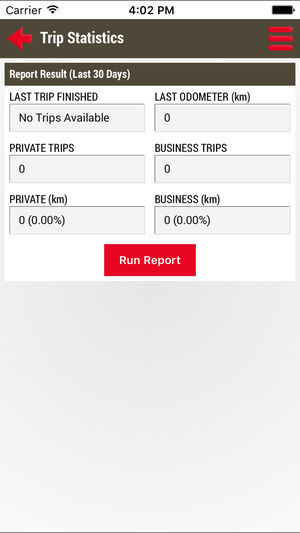 Carrier 4:02 PM
Trip Statistics
Report Result (Last 30 Days)
LAST TRIP FINISHED LAST ODOMETER (km)
No Trips Available 0
PRIVATE TRIPS BUSINESS TRIPS
0 0
PRIVATE (km) BUSINESS (km)
0 (0.00%) 0 (0.00%)
Run Report